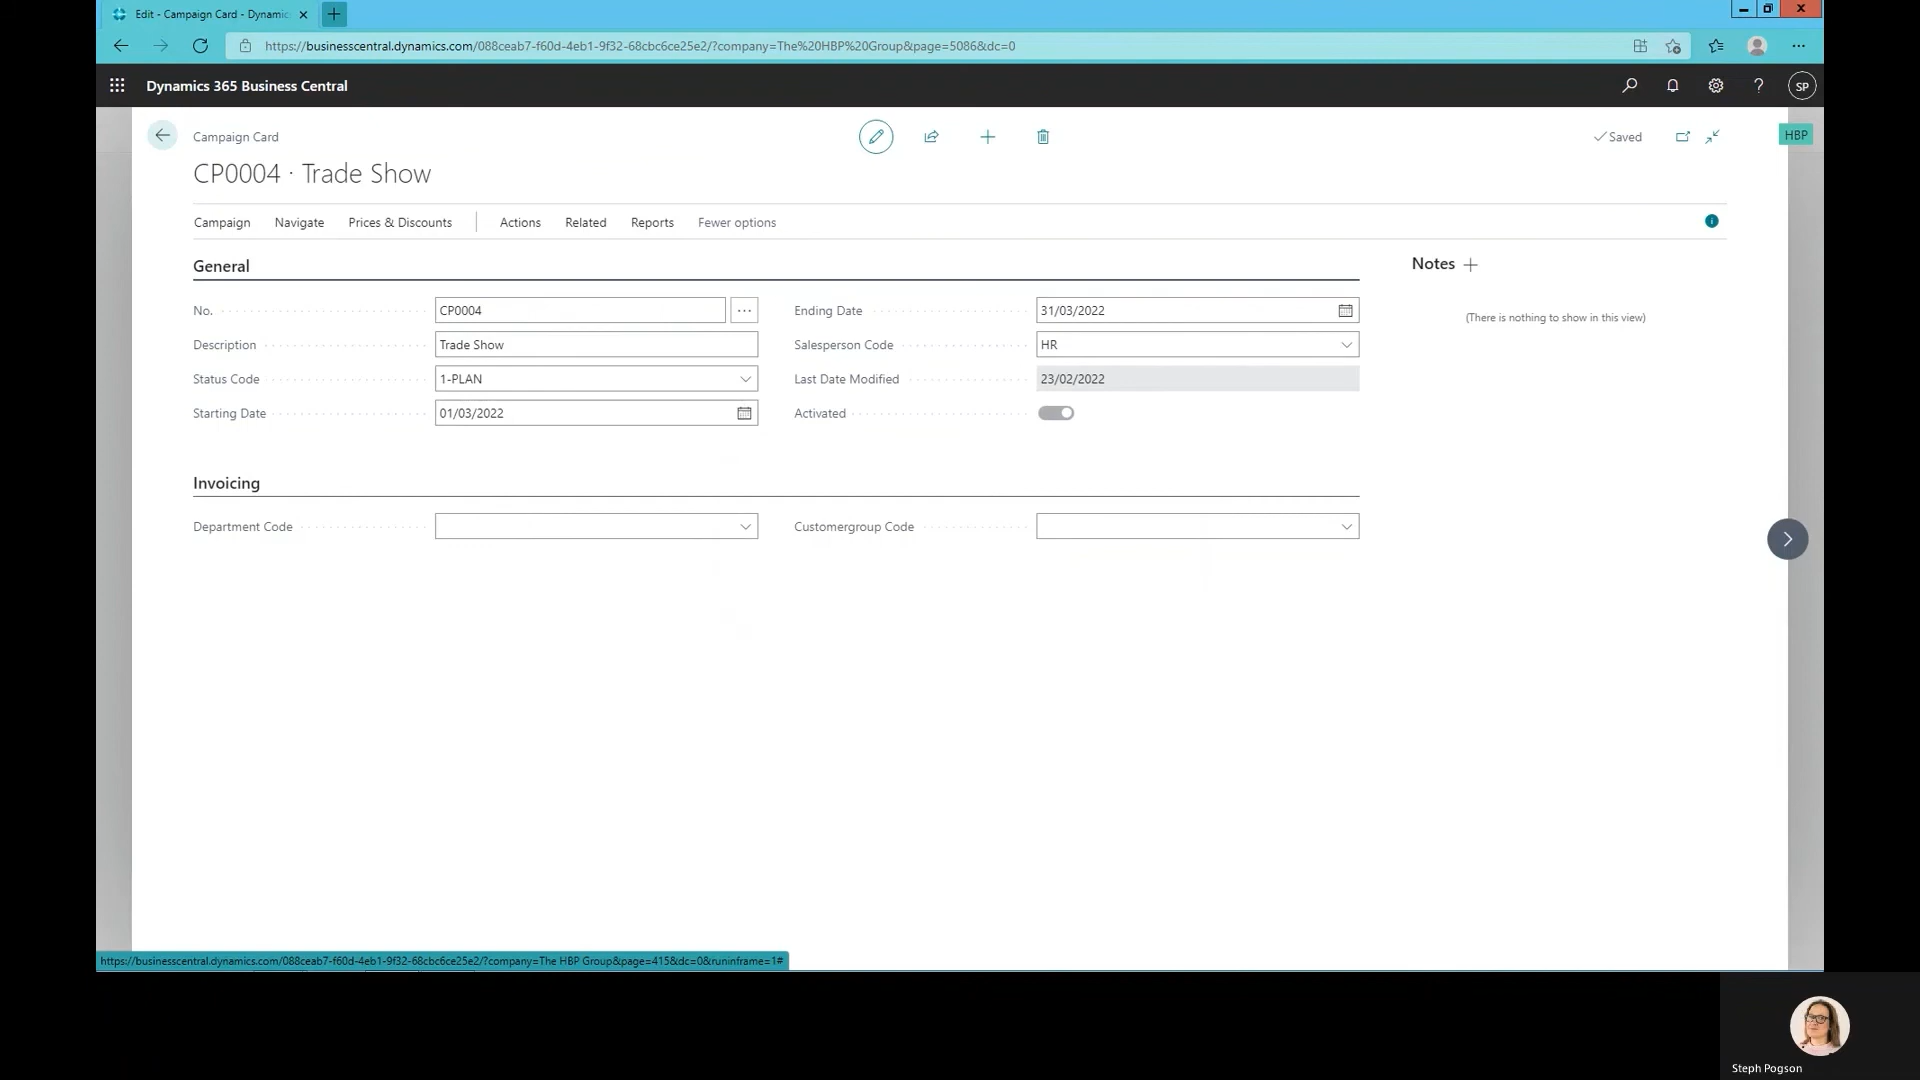 Edit - Campaign Card - Dynamic
https://businesscentral.dynamics.com/088ceab7-f60d-4eb1-9f32-68cbc6ce25e2/?company=The%20HBP%20Group&page=5086&dc=0
Dynamics 365 Business Central
SP
Campaign Card
Saved
HBP
CP0004 · Trade Show
Campaign Navigate Prices & Discounts Actions Related Reports Fewer options
General
Notes
No. CP0004 Ending Date 31/03/2022
(There is nothing to show in this view)
Description Trade Show Salesperson Code HR
Status Code 1-PLAN Last Date Modified 23/02/2022
Starting Date 01/03/2022 Activated
Invoicing
Department Code Customergroup Code
https://businesscentral.dynamics.com/088ceab7-f60d-4eb1-9f32-68cbc6ce25e2/?company=The HBP Group&page=415&dc=0&runinframe=1#
Steph Pogson